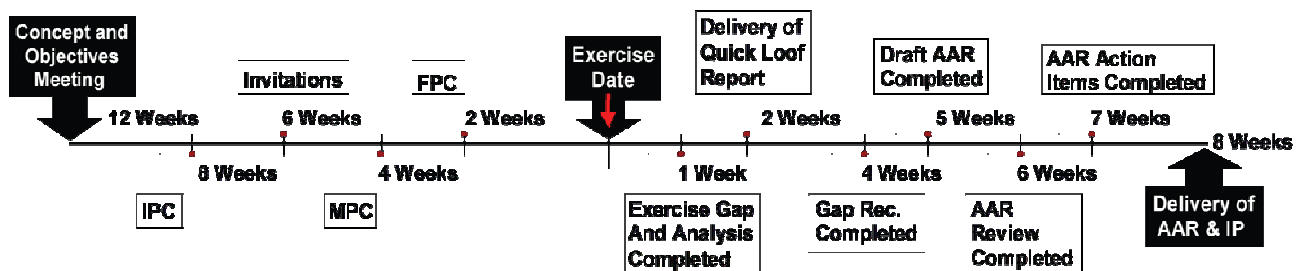 Concept and
Objectives
Meeting
12 Weeks
IPC
8 Weeks
Invitations
6 Weeks
MPC
4 Weeks
FPC
2 Weeks
Exercise
Date
Exercise Gap
And Analysis
Completed
1 Week
Delivery of
Quick Loof
Report
2 Weeks
Gap Rec.
Completed
4 Weeks
Draft AAR
Completed
5 Weeks
AAR
Review
Completed
6 Weeks
AAR Action
Items Completed
7 Weeks
8 Weeks
Delivery of
AAR & IP